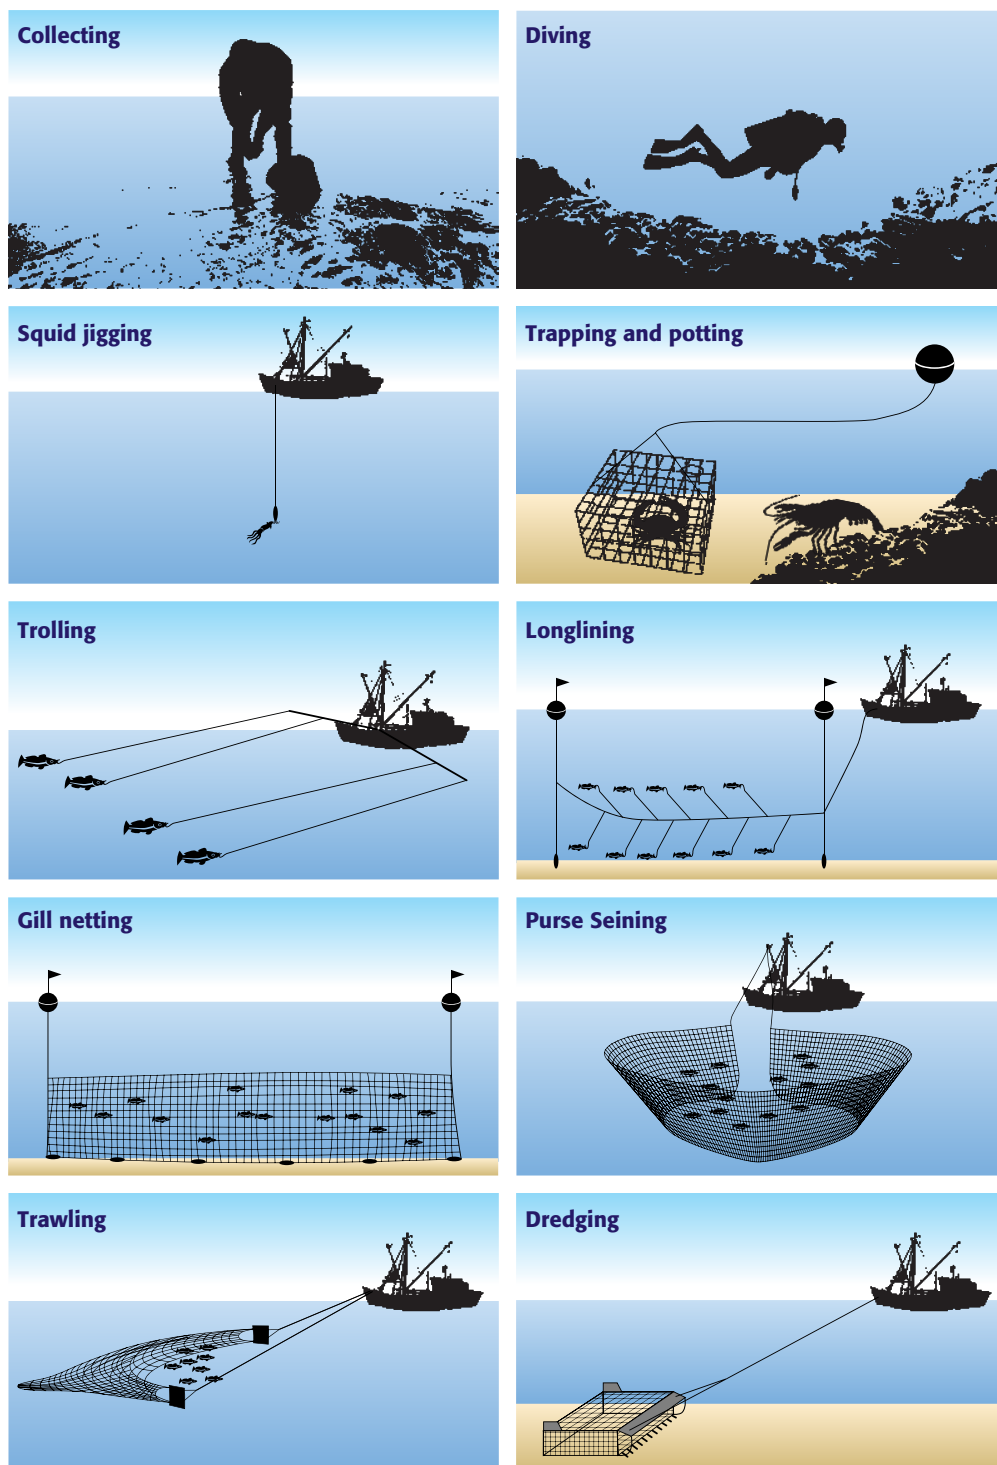 Collecting
Diving
Squid jigging
Trapping and potting
Trolling
Longlining
Gill netting
Purse Seining
Trawling
Dredging